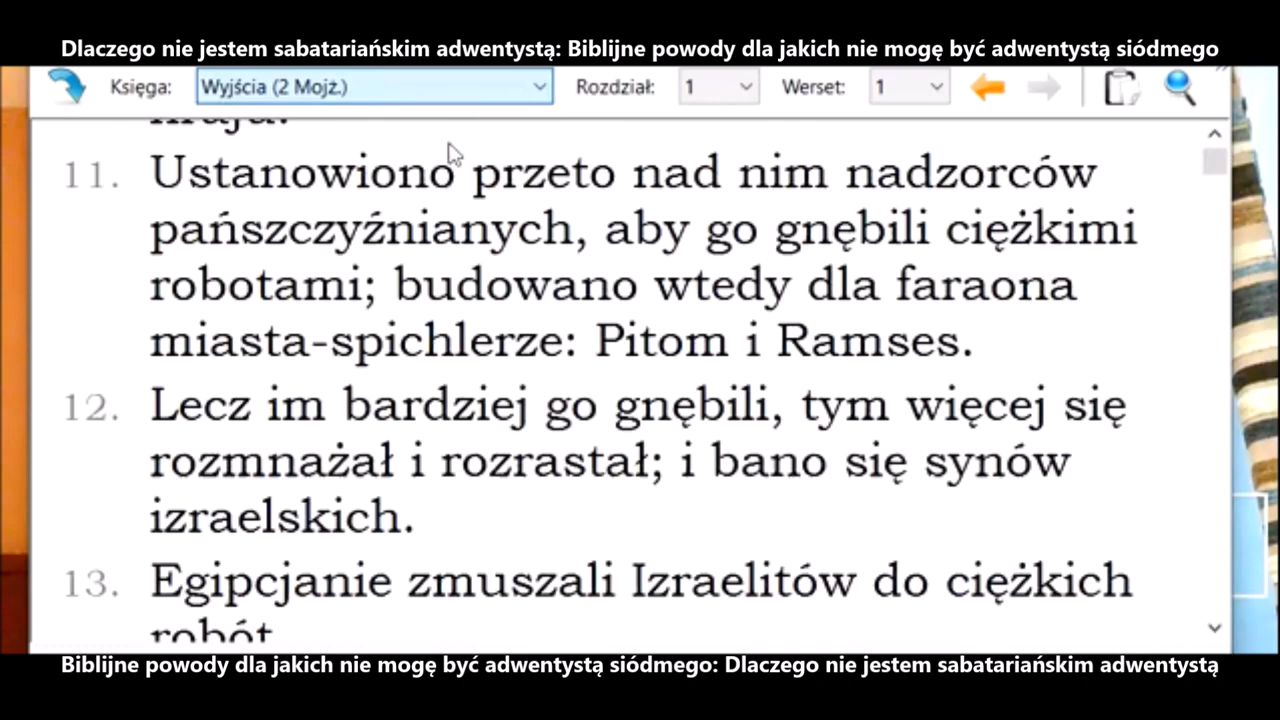 Dlaczego nie jestem sabatariańskim adwentystą: Biblijne powody dla jakich nie mogę być adwentystą siódmego
Księga: Wyjścia (2 Mojż.) Rozdział: 1 Werset: 1
kraju.
11. Ustanowiono przeto nad nim nadzorców
pańszczyźnianych, aby go gnębili ciężkimi
robotami; budowano wtedy dla faraona
miasta-spichlerze: Pitom i Ramses.
12. Lecz im bardziej go gnębili, tym więcej się
rozmnażał i rozrastał; i bano się synów
izraelskich.
13. Egipcjanie zmuszali Izraelitów do ciężkich
robót
Biblijne powody dla jakich nie mogę być adwentystą siódmego: Dlaczego nie jestem sabatariańskim adwentystą